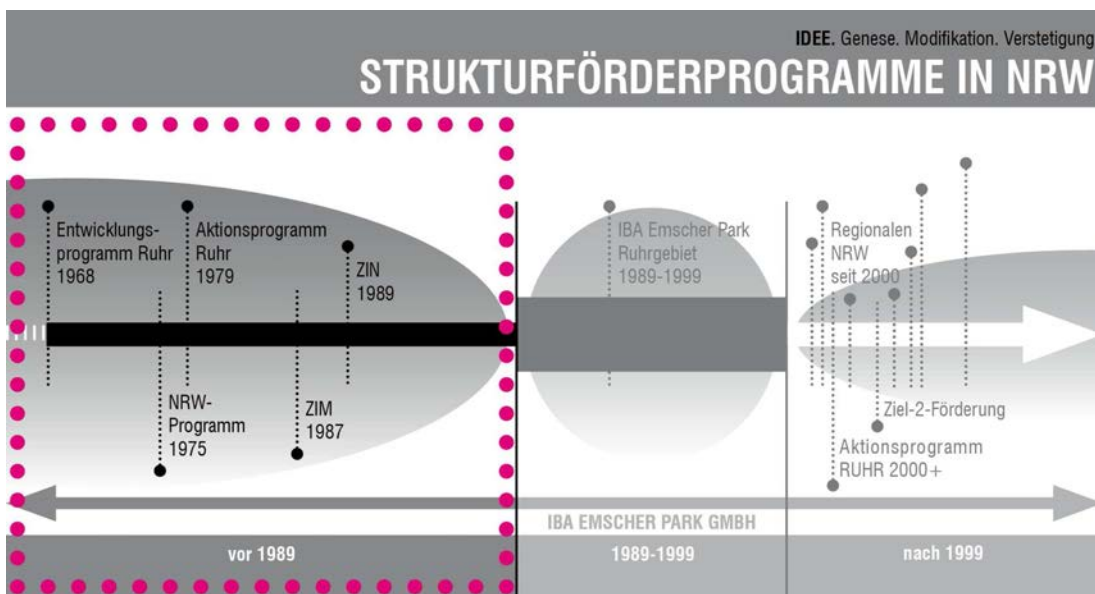 IDEE. Genese. Modifikation. Verstetigung
STRUKTURFÖRDERPROGRAMME IN NRW
Entwicklungs-
programm Ruhr
1968
Aktionsprogramm
Ruhr
1979
ZIN
1989
NRW-
Programm
1975
ZIM
1987
IBA Emscher Park
Ruhrgebiet
1989-1999
Regionalen
NRW
seit 2000
Ziel-2-Förderung
Aktionsprogramm
RUHR 2000+
IBA EMSCHER PARK GMBH
vor 1989
1989-1999
nach 1999